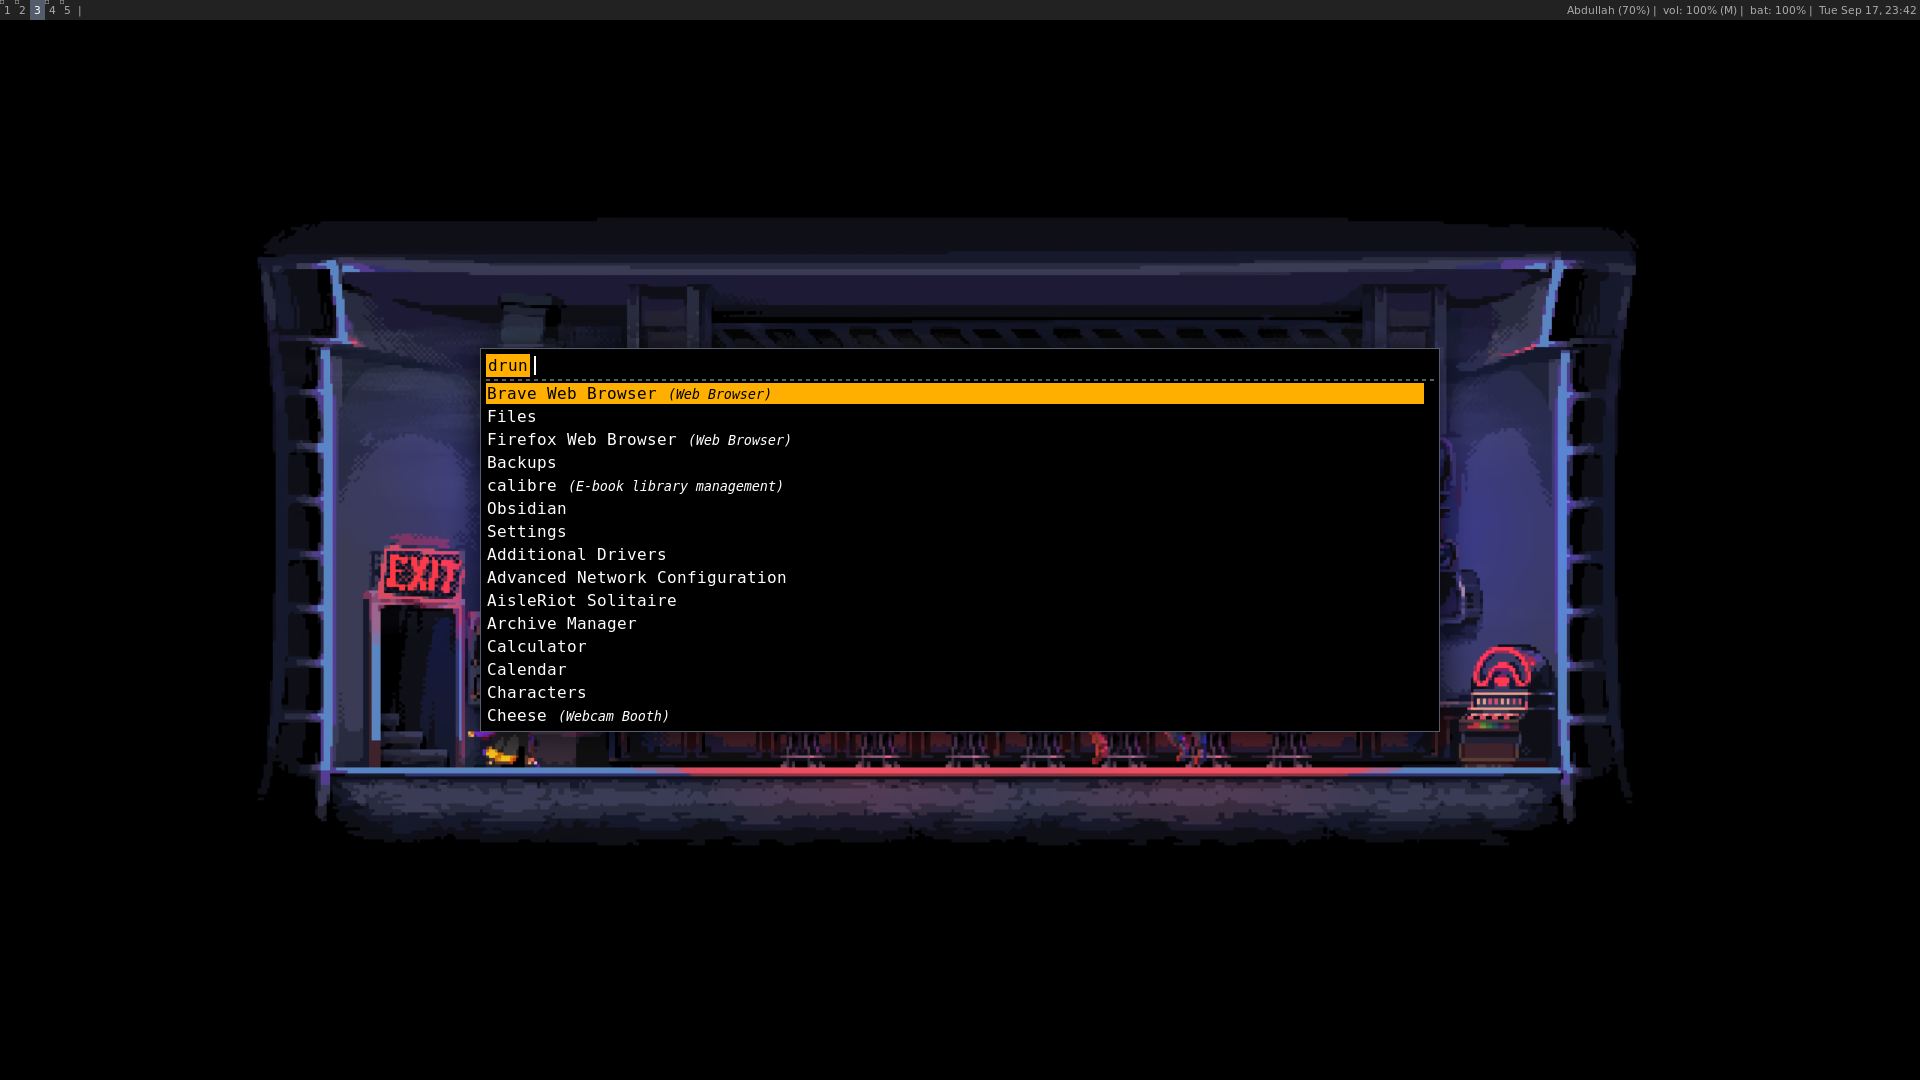 1 2 3 4 5 | Abdullah (70%) | vol: 100% (M) | bat: 100% | Tue Sep 17, 23:42
drun
Brave Web Browser (Web Browser)
Files
Firefox Web Browser (Web Browser)
Backups
calibre (E-book library management)
Obsidian
Settings
Additional Drivers
Advanced Network Configuration
AisleRiot Solitaire
Archive Manager
Calculator
Calendar
Characters
Cheese (Webcam Booth)
EXIT